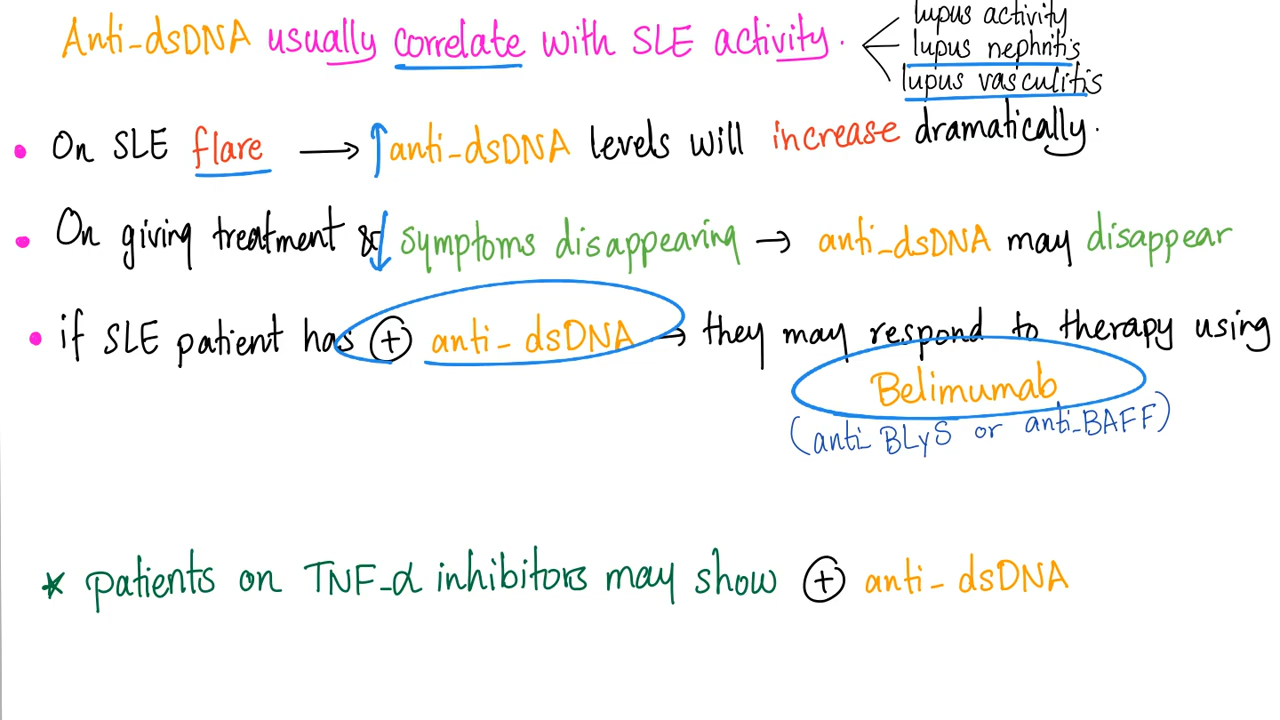 Anti-dsDNA usually correlate with SLE activity.
lupus activity
lupus nephritis
lupus vasculitis
• On SLE flare → ↑ anti-dsDNA levels will increase dramatically.
• On giving treatment & ↓ symptoms disappearing → anti-dsDNA may disappear
• if SLE patient has ⊕ anti-dsDNA → they may respond to therapy using
Belimumab
(anti-BLyS or anti-BAFF)
* patients on TNF-α inhibitors may show ⊕ anti-dsDNA